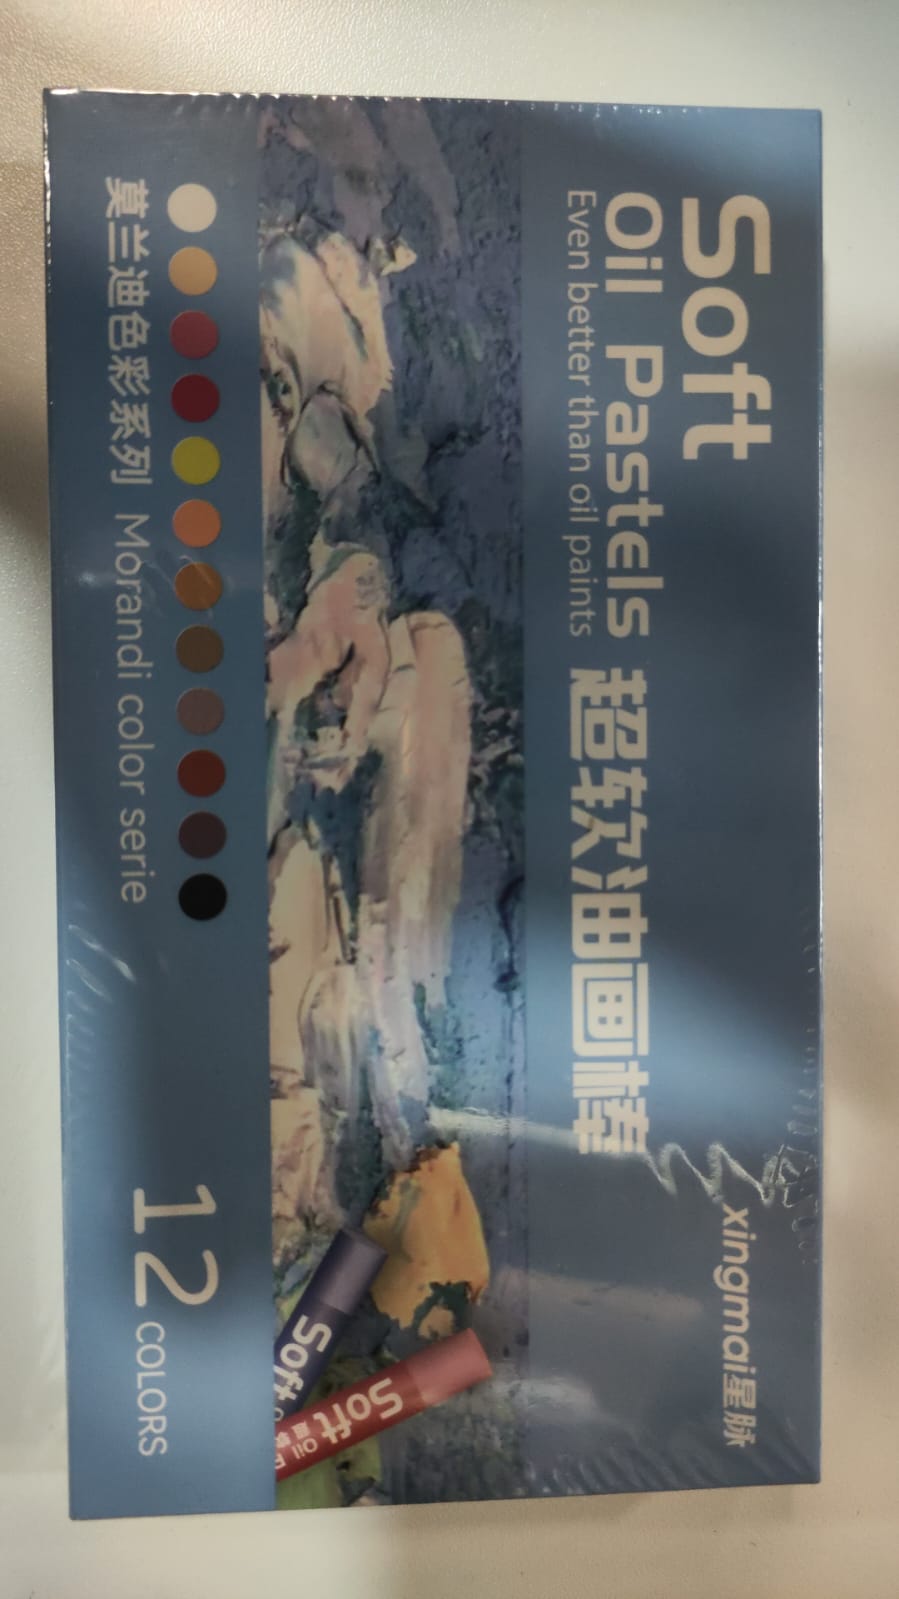 Soft
Oil Pastels
Even better than oil paints
超软油画棒
xingmai星脉
莫兰迪色彩系列 Morandi color serie
12 COLORS
Soft
Soft
Oil